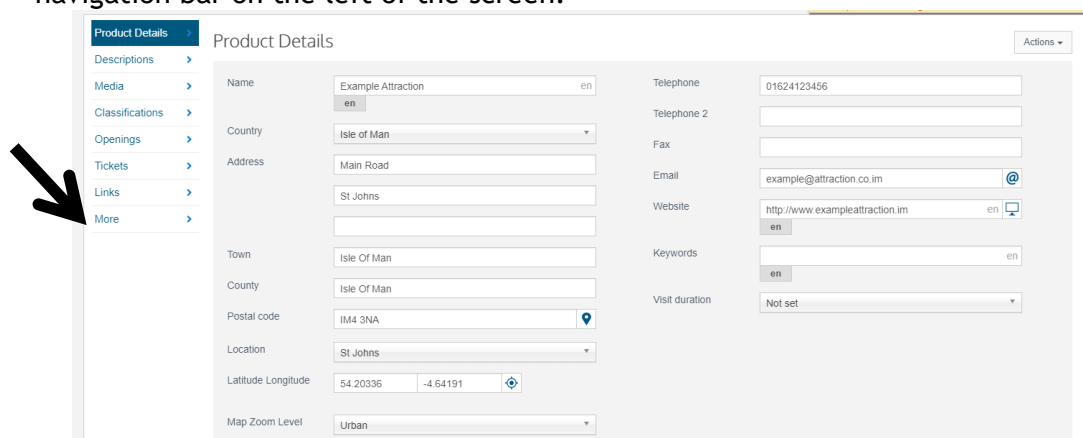 navigation bar on the left of the screen.
Product Details
Descriptions
Media
Classifications
Openings
Tickets
Links
More
Product Details
Actions
Name
Example Attraction en
en
Country
Isle of Man
Address
Main Road
St Johns
Town
Isle Of Man
County
Isle Of Man
Postal code
IM4 3NA
Location
St Johns
Latitude Longitude
54.20336 -4.64191
Map Zoom Level
Urban
Telephone
01624123456
Telephone 2
Fax
Email
example@attraction.co.im @
Website
http://www.exampleattraction.im en
en
Keywords
en
en
Visit duration
Not set